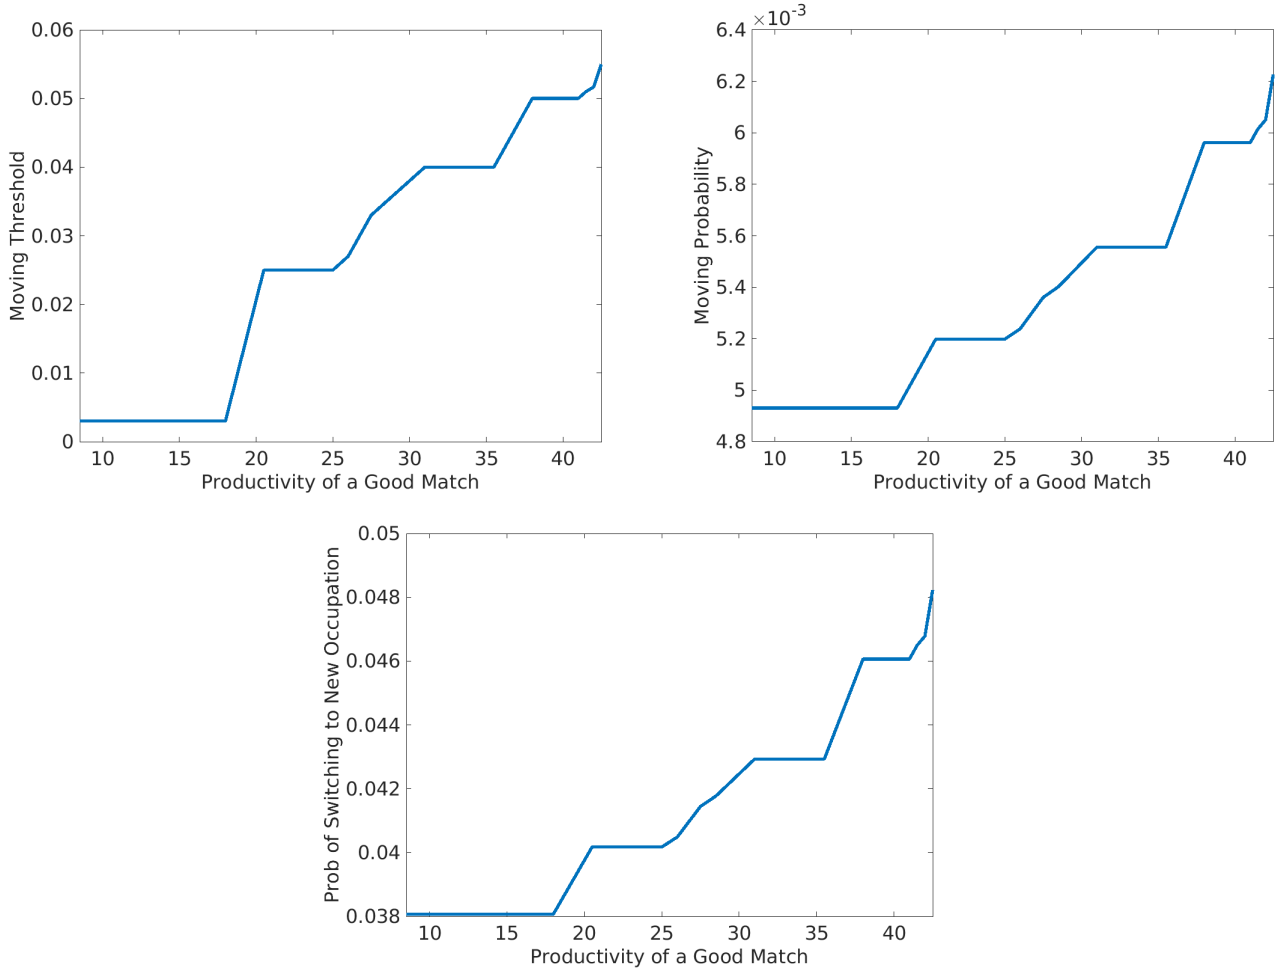 Moving Threshold
0.06
0.05
0.04
0.03
0.02
0.01
0
10 15 20 25 30 35 40
Productivity of a Good Match
×10-3
Moving Probability
6.4
6.2
6
5.8
5.6
5.4
5.2
5
4.8
10 15 20 25 30 35 40
Productivity of a Good Match
Prob of Switching to New Occupation
0.05
0.048
0.046
0.044
0.042
0.04
0.038
10 15 20 25 30 35 40
Productivity of a Good Match